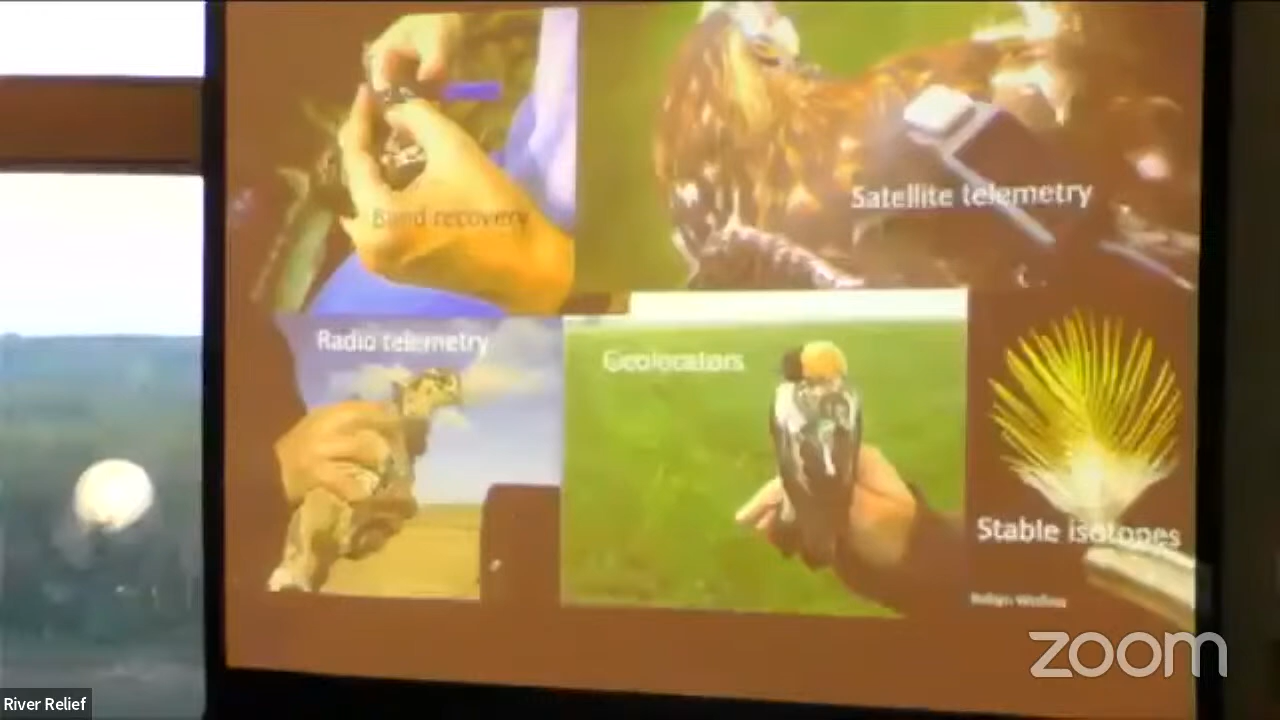 Band recovery
Satellite telemetry
Radio telemetry
Geolocators
Stable isotopes
zoom
River Relief